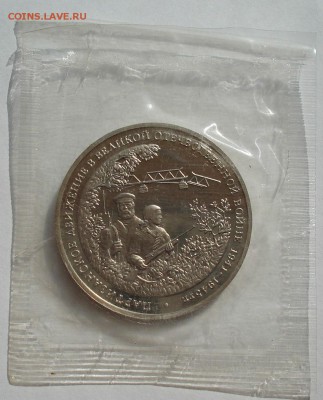 COINS.LAVE.RU
ПАРТИЗАНСКОЕ ДВИЖЕНИЕ В ВЕЛИКОЙ ОТЕЧЕСТВЕННОЙ ВОЙНЕ 1941-1945 гг.